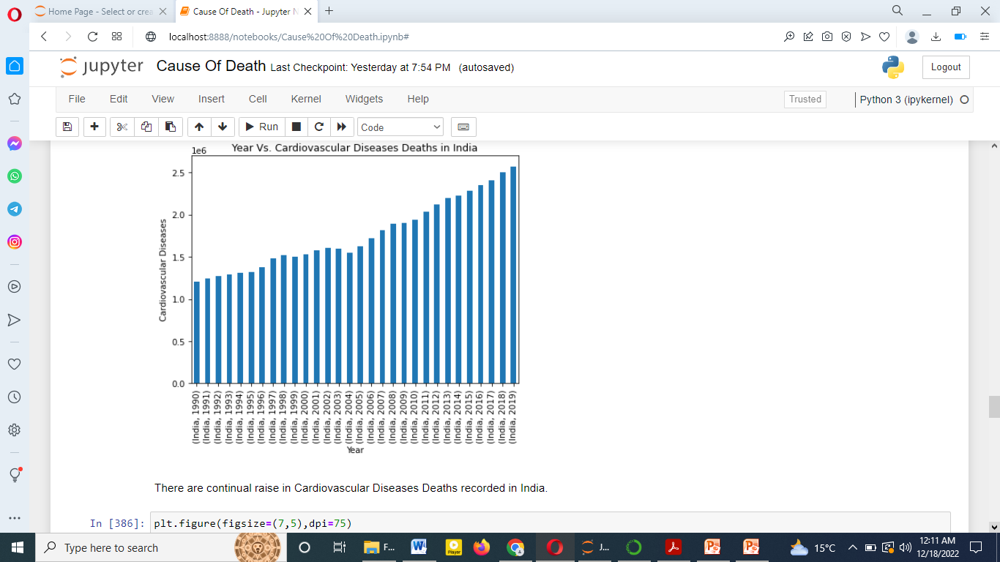 Home Page - Select or crea
Cause Of Death - Jupyter N
localhost:8888/notebooks/Cause%20Of%20Death.ipynb#
jupyter Cause Of Death Last Checkpoint: Yesterday at 7:54 PM (autosaved)
Logout
File Edit View Insert Cell Kernel Widgets Help
Trusted
Python 3 (ipykernel)
Run
Code
1e6
Year Vs. Cardiovascular Diseases Deaths in India
2.5
2.0
1.5
1.0
0.5
0.0
Cardiovascular Diseases
(India, 1990)
(India, 1991)
(India, 1992)
(India, 1993)
(India, 1994)
(India, 1995)
(India, 1996)
(India, 1997)
(India, 1998)
(India, 1999)
(India, 2000)
(India, 2001)
(India, 2002)
(India, 2003)
(India, 2004)
(India, 2005)
(India, 2006)
(India, 2007)
(India, 2008)
(India, 2009)
(India, 2010)
(India, 2011)
(India, 2012)
(India, 2013)
(India, 2014)
(India, 2015)
(India, 2016)
(India, 2017)
(India, 2018)
(India, 2019)
Year
There are continual raise in Cardiovascular Diseases Deaths recorded in India.
In [386]: plt.figure(figsize=(7,5),dpi=75)
Type here to search
F...
W
Player
J...
P
P
15°C
12:11 AM
12/18/2022